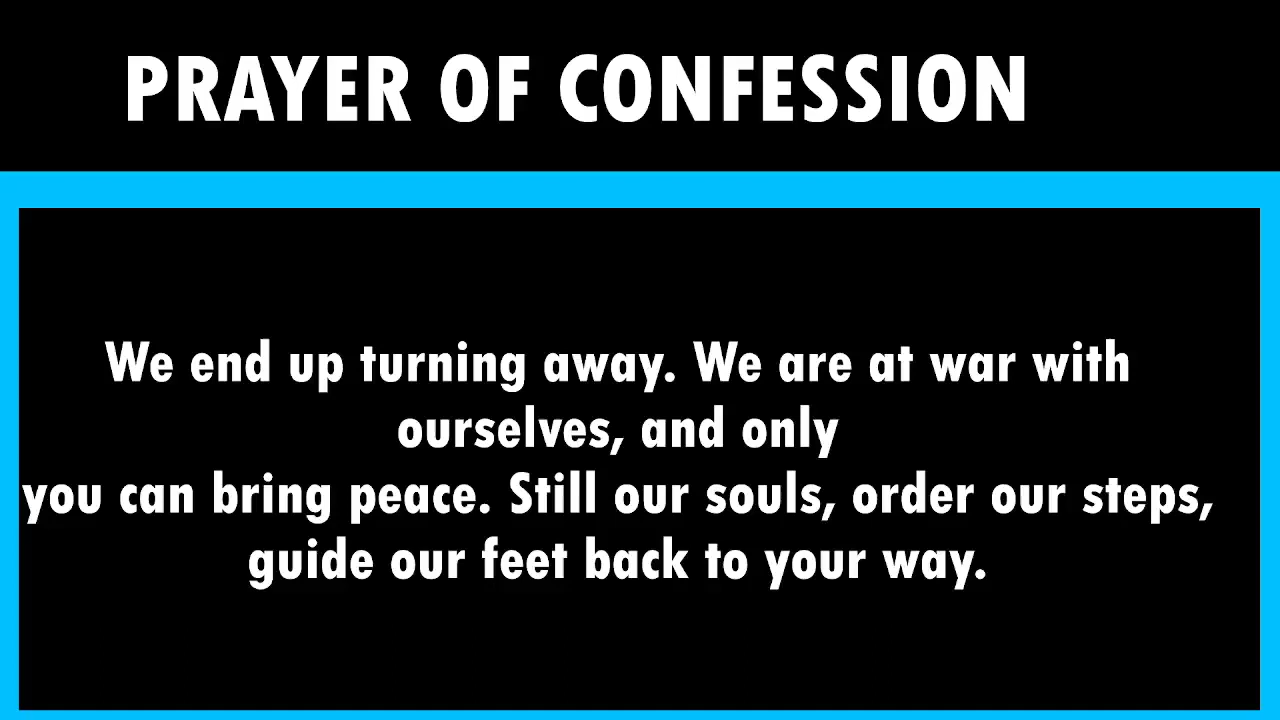 PRAYER OF CONFESSION
We end up turning away. We are at war with
ourselves, and only
you can bring peace. Still our souls, order our steps,
guide our feet back to your way.